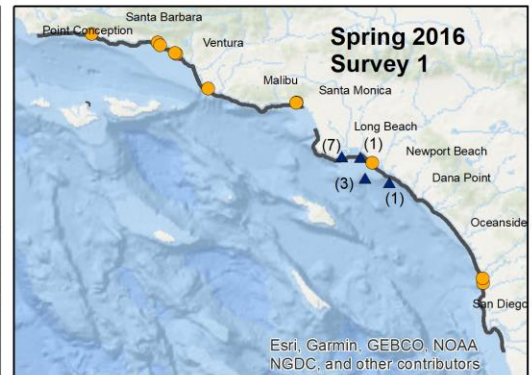 Santa Barbara
Point Conception
Spring 2016
Survey 1
Ventura
Malibu
Santa Monica
Long Beach
(7)
(1)
Newport Beach
(3)
Dana Point
(1)
Oceanside
San Diego
Esri, Garmin, GEBCO, NOAA
NGDC, and other contributors